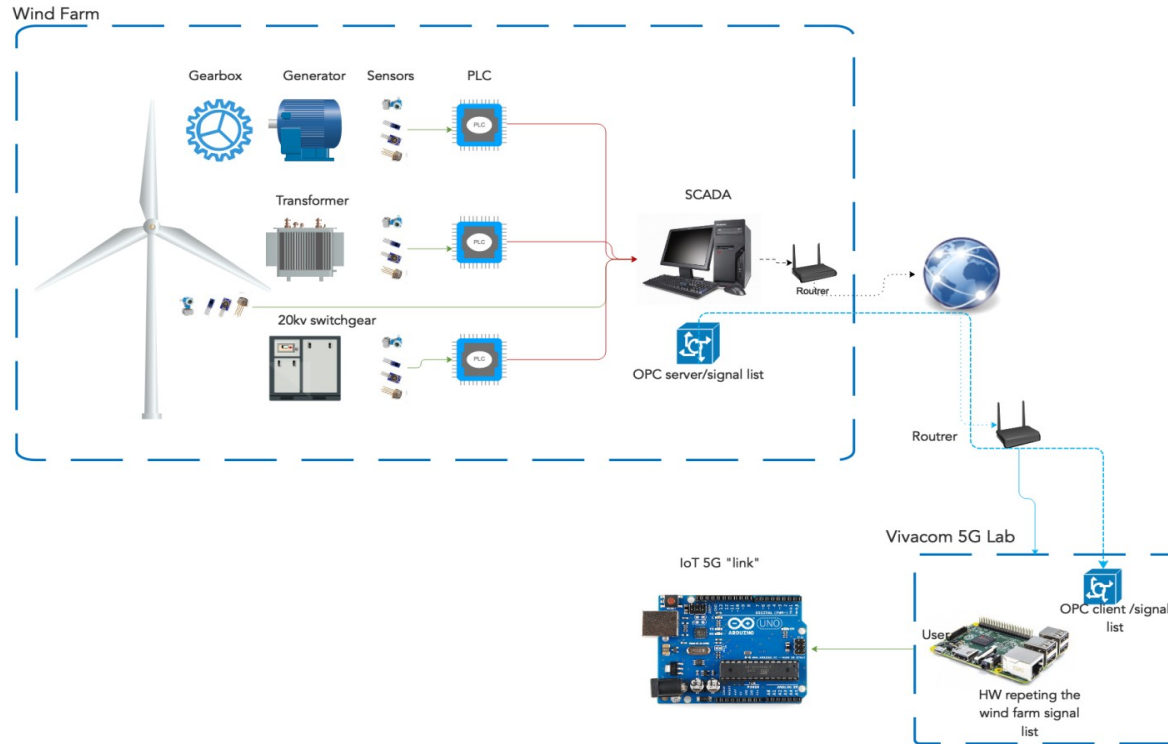 Wind Farm
Gearbox
Generator
Sensors
PLC
PLC
Transformer
PLC
SCADA
Routrer
20kv switchgear
PLC
OPC server/signal list
Routrer
Vivacom 5G Lab
IoT 5G "link"
OPC client /signal
list
User
UNO
ARDUINO
HW repeting the
wind farm signal
list